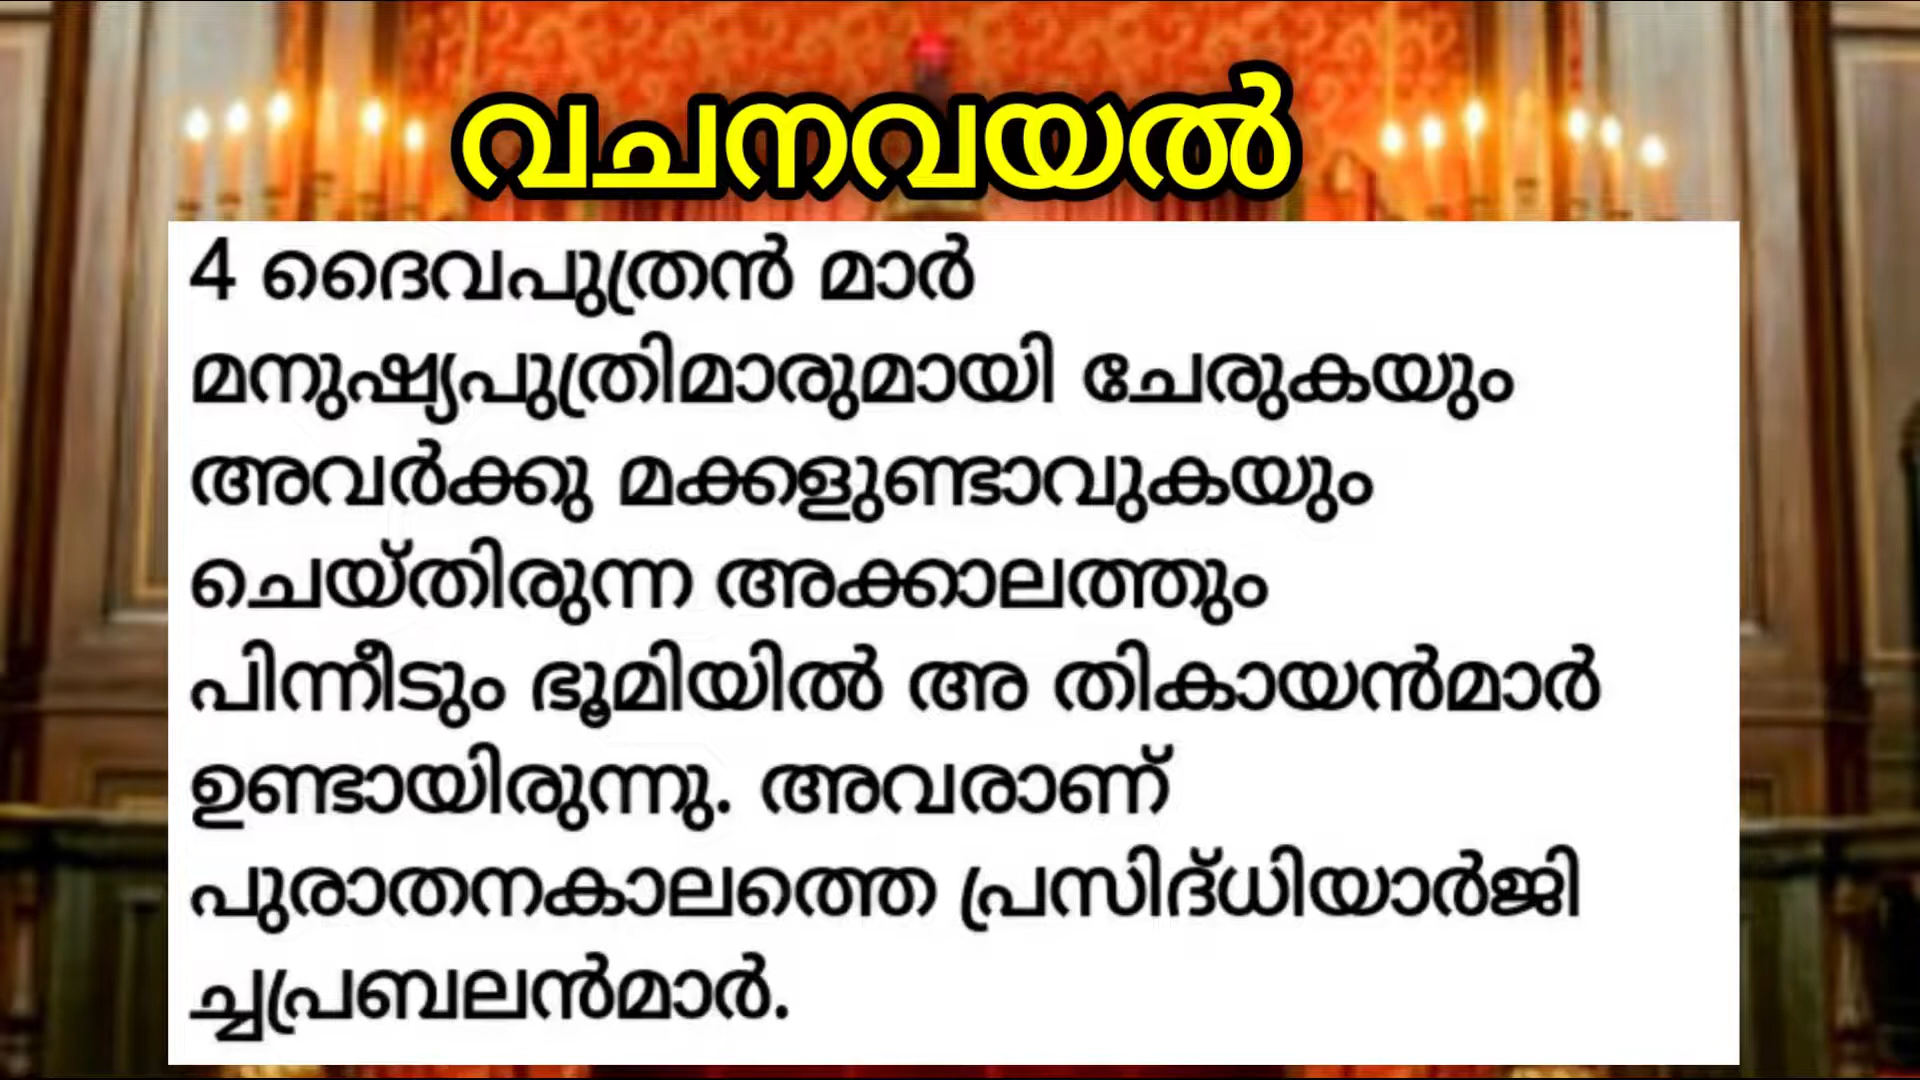 വചനവയൽ
4 ദൈവപുത്രൻ മാർ
മനുഷ്യപുത്രിമാരുമായി ചേരുകയും
അവർക്കു മക്കളുണ്ടാവുകയും
ചെയ്തിരുന്ന അക്കാലത്തും
പിന്നീടും ഭൂമിയിൽ അ തികായൻമാർ
ഉണ്ടായിരുന്നു. അവരാണ്
പുരാതനകാലത്തെ പ്രസിദ്ധിയാർജി
ച്ചപ്രബലൻമാർ.